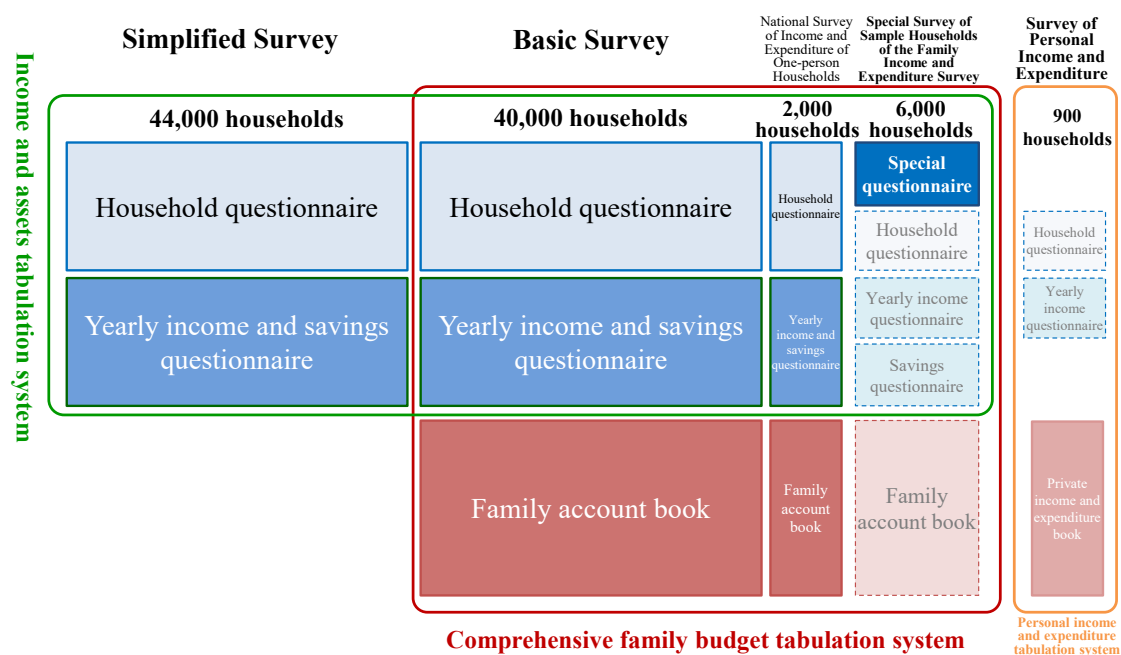 Income and assets tabulation system
Simplified Survey
Basic Survey
National Survey
of Income and
Expenditure of
One-person
Households
Special Survey of
Sample Households
of the Family
Income and
Expenditure Survey
Survey of
Personal
Income and
Expenditure
44,000 households
40,000 households
2,000
households
6,000
households
900
households
Household questionnaire
Household questionnaire
Household
questionnaire
Special
questionnaire
Household
questionnaire
Household
questionnaire
Yearly income and savings
questionnaire
Yearly income and savings
questionnaire
Yearly
income and
savings
questionnaire
Yearly income
questionnaire
Savings
questionnaire
Yearly
income
questionnaire
Family account book
Family
account
book
Family
account book
Private
income and
expenditure
book
Comprehensive family budget tabulation system
Personal income
and expenditure
tabulation system